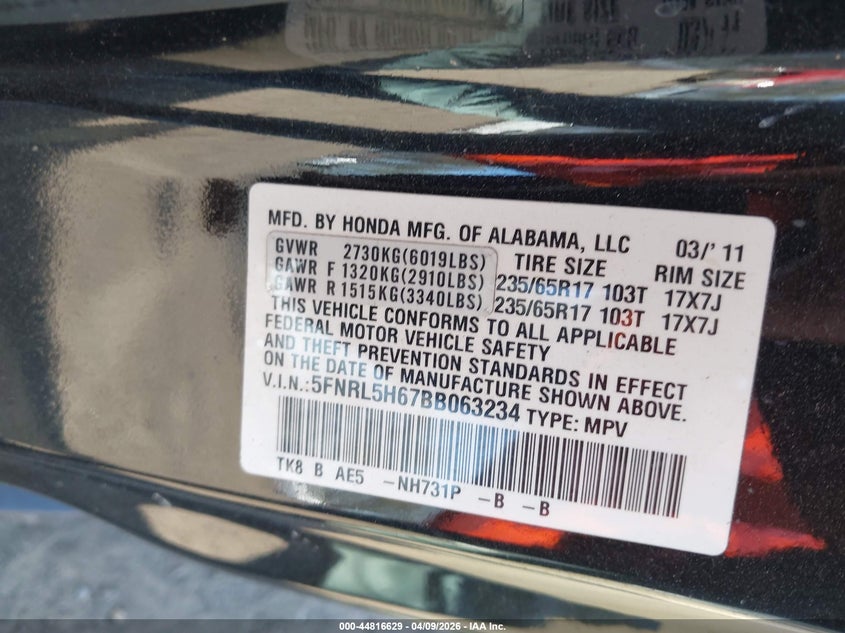 MFD. BY HONDA MFG. OF ALABAMA, LLC 03/' 11
GVWR 2730KG(6019LBS) TIRE SIZE RIM SIZE
GAWR F 1320KG(2910LBS) 235/65R17 103T 17X7J
GAWR R 1515KG(3340LBS) 235/65R17 103T 17X7J
THIS VEHICLE CONFORMS TO ALL APPLICABLE
FEDERAL MOTOR VEHICLE SAFETY
AND THEFT PREVENTION STANDARDS IN EFFECT
ON THE DATE OF MANUFACTURE SHOWN ABOVE.
V.I.N.:5FNRL5H67BB063234 TYPE: MPV
TK8 B AE5 -NH731P -B -B
000-44816629 04/09/2026 IAA Inc.